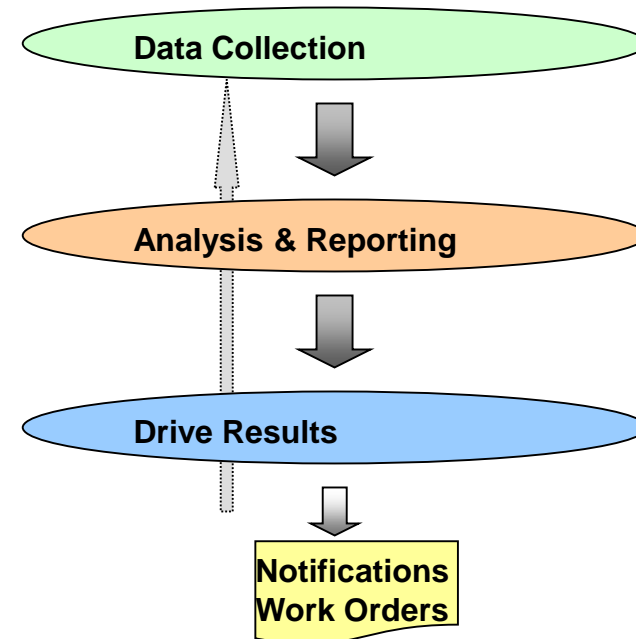 Data Collection
Analysis & Reporting
Drive Results
Notifications
Work Orders